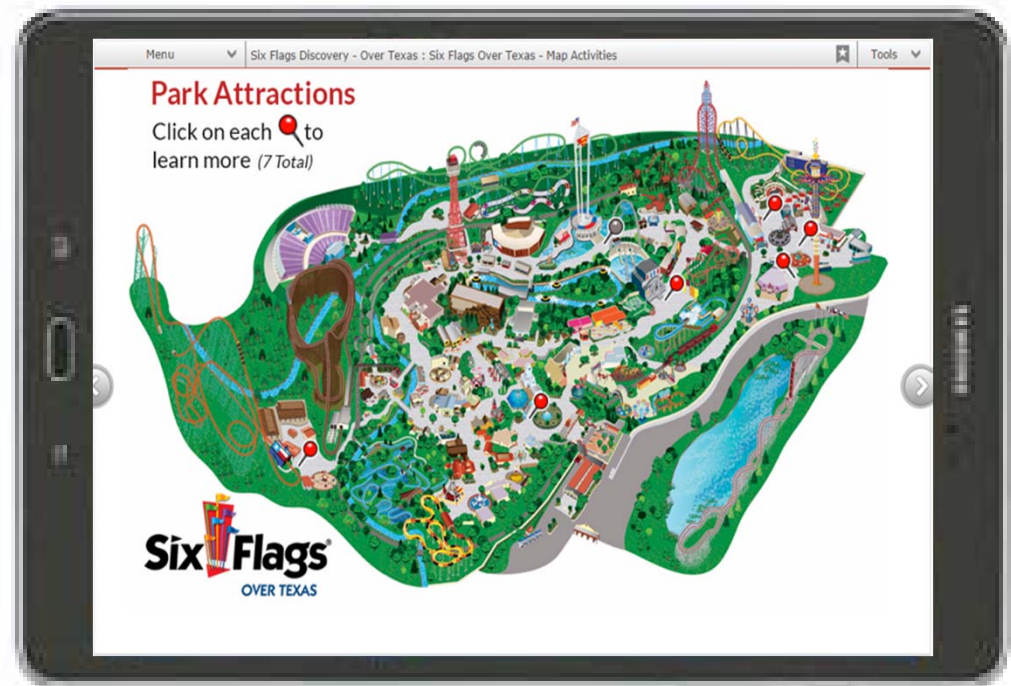 Menu
Six Flags Discovery - Over Texas : Six Flags Over Texas - Map Activities
Tools
Park Attractions
Click on each to
learn more (7 Total)
Six Flags
OVER TEXAS